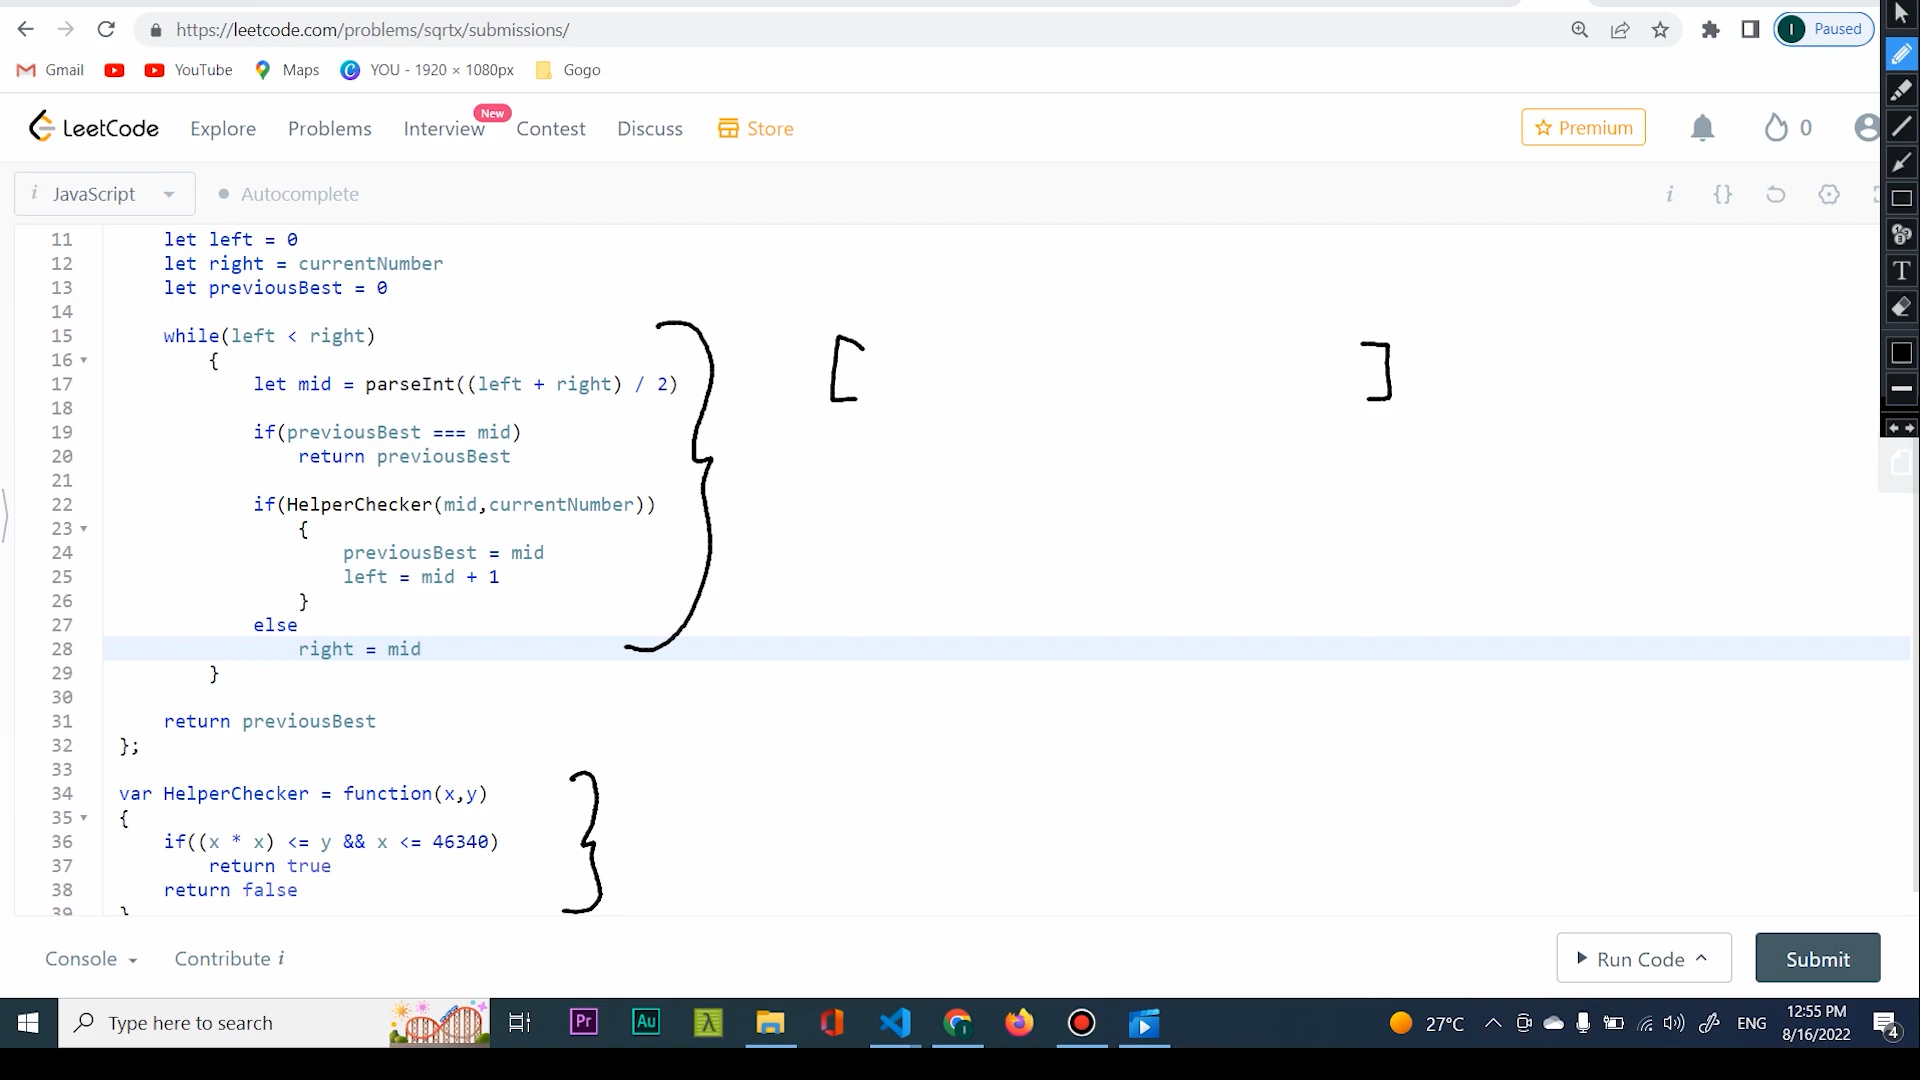 https://leetcode.com/problems/sqrtx/submissions/
Paused
Gmail
YouTube
Maps
YOU - 1920 × 1080px
Gogo
LeetCode
Explore
Problems
Interview
New
Contest
Discuss
Store
Premium
0
i JavaScript
Autocomplete
11 let left = 0
12 let right = currentNumber
13 let previousBest = 0
14
15 while(left < right)
16 {
17 let mid = parseInt((left + right) / 2)
18
19 if(previousBest === mid)
20 return previousBest
21
22 if(HelperChecker(mid,currentNumber))
23 {
24 previousBest = mid
25 left = mid + 1
26 }
27 else
28 right = mid
29 }
30
31 return previousBest
32 };
33
34 var HelperChecker = function(x,y)
35 {
36 if((x * x) <= y && x <= 46340)
37 return true
38 return false
39 }
Console
Contribute i
Run Code
Submit
Type here to search
Pr
Au
27°C
ENG
12:55 PM
8/16/2022
4